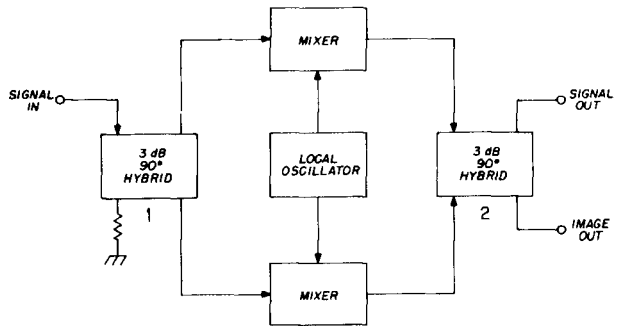 MIXER
SIGNAL
IN
3 dB
90°
HYBRID
1
LOCAL
OSCILLATOR
3 dB
90°
HYBRID
2
SIGNAL
OUT
IMAGE
OUT
MIXER